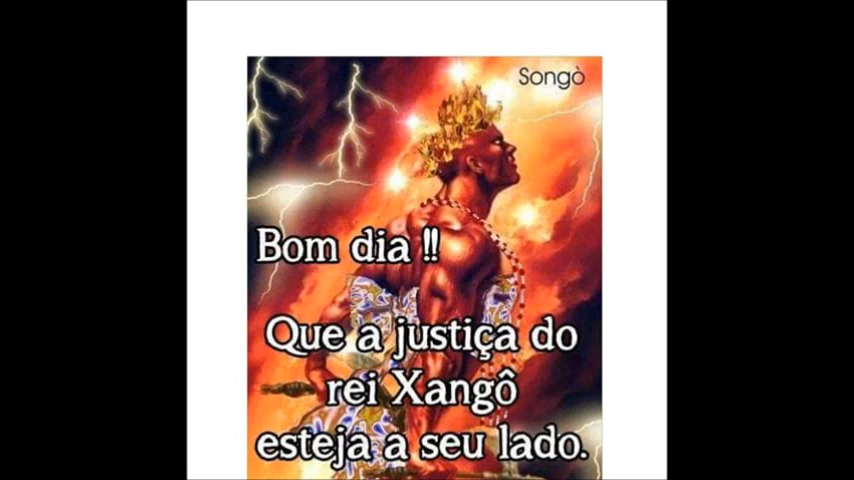 Songò
Bom dia !!
Que a justiça do
rei Xangô
esteja a seu lado.